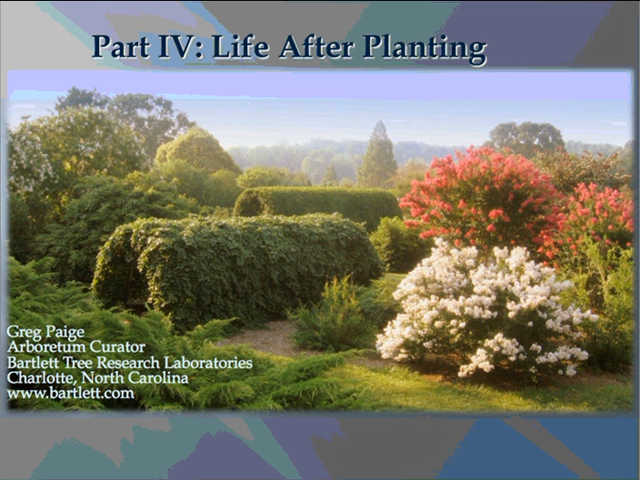 Part IV: Life After Planting
Greg Paige
Arboretum Curator
Bartlett Tree Research Laboratories
Charlotte, North Carolina
www.bartlett.com